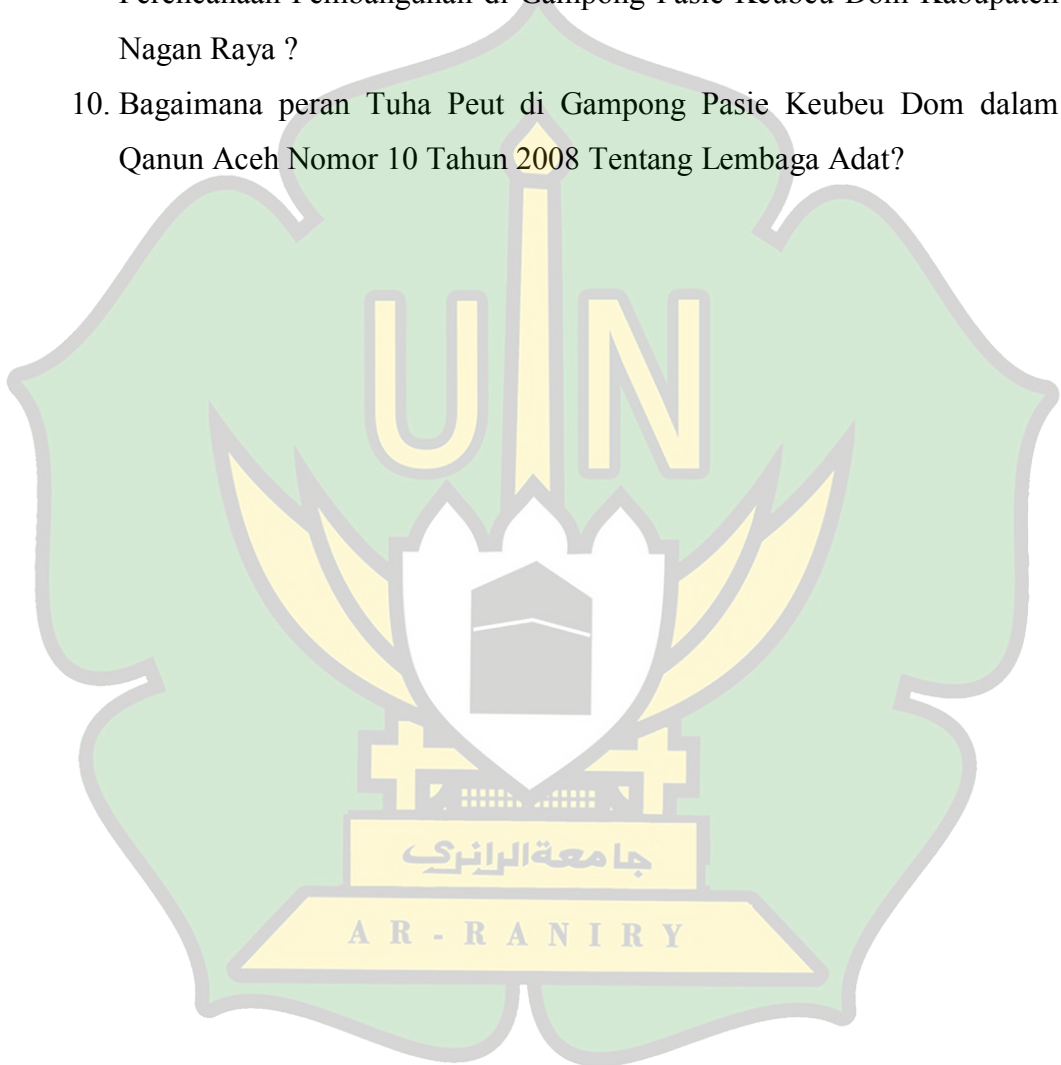 Perencanaan Pembangunan di Gampong Pasie Keubeu Dom Kabupaten
Nagan Raya ?
10. Bagaimana peran Tuha Peut di Gampong Pasie Keubeu Dom dalam
Qanun Aceh Nomor 10 Tahun 2008 Tentang Lembaga Adat?
UIN
جامعة الرانري
AR-RANIRY